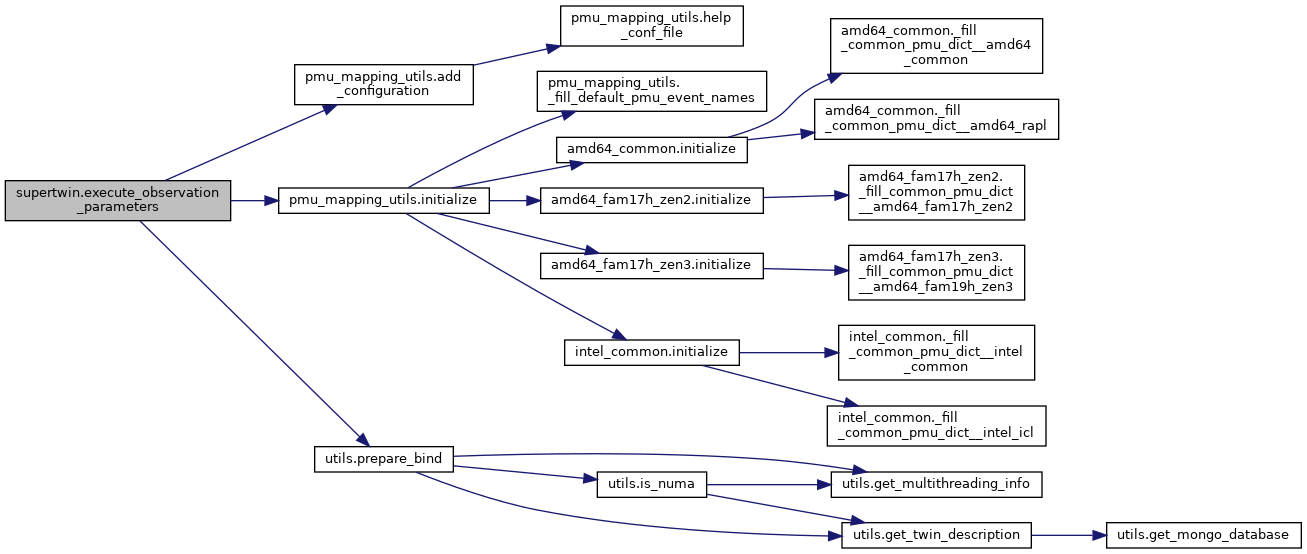 supertwin.execute_observation
_parameters
pmu_mapping_utils.add
_configuration
pmu_mapping_utils.help
_conf_file
pmu_mapping_utils.initialize
pmu_mapping_utils.
_fill_default_pmu_event_names
amd64_common.initialize
amd64_common._fill
_common_pmu_dict__amd64
_common
amd64_common._fill
_common_pmu_dict__amd64_rapl
amd64_fam17h_zen2.initialize
amd64_fam17h_zen2.
_fill_common_pmu_dict
__amd64_fam17h_zen2
amd64_fam17h_zen3.initialize
amd64_fam17h_zen3.
_fill_common_pmu_dict
__amd64_fam19h_zen3
intel_common.initialize
intel_common._fill
_common_pmu_dict__intel
_common
intel_common._fill
_common_pmu_dict__intel_icl
utils.prepare_bind
utils.is_numa
utils.get_multithreading_info
utils.get_twin_description
utils.get_mongo_database